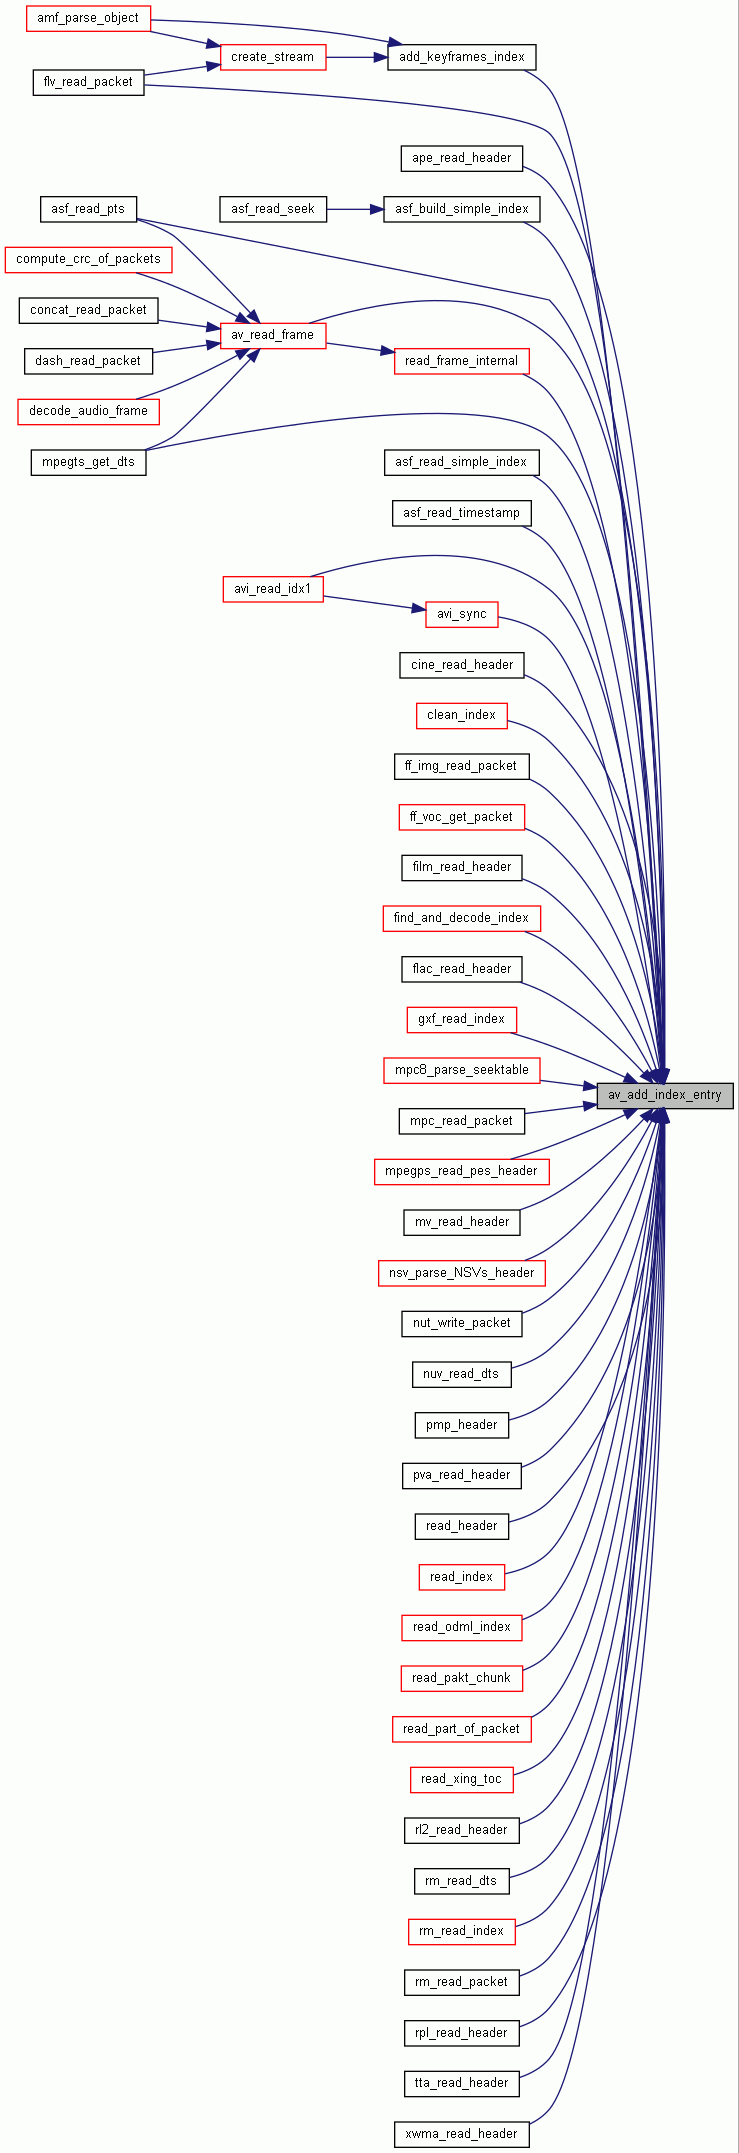 amf_parse_object
create_stream
add_keyframes_index
flv_read_packet
ape_read_header
asf_read_pts
asf_read_seek
asf_build_simple_index
compute_crc_of_packets
concat_read_packet
av_read_frame
dash_read_packet
read_frame_internal
decode_audio_frame
mpegts_get_dts
asf_read_simple_index
asf_read_timestamp
avi_read_idx1
avi_sync
cine_read_header
clean_index
ff_img_read_packet
ff_voc_get_packet
film_read_header
find_and_decode_index
flac_read_header
gxf_read_index
mpc8_parse_seektable
av_add_index_entry
mpc_read_packet
mpegps_read_pes_header
mv_read_header
nsv_parse_NSVs_header
nut_write_packet
nuv_read_dts
pmp_header
pva_read_header
read_header
read_index
read_odml_index
read_pakt_chunk
read_part_of_packet
read_xing_toc
rl2_read_header
rm_read_dts
rm_read_index
rm_read_packet
rpl_read_header
tta_read_header
xwma_read_header